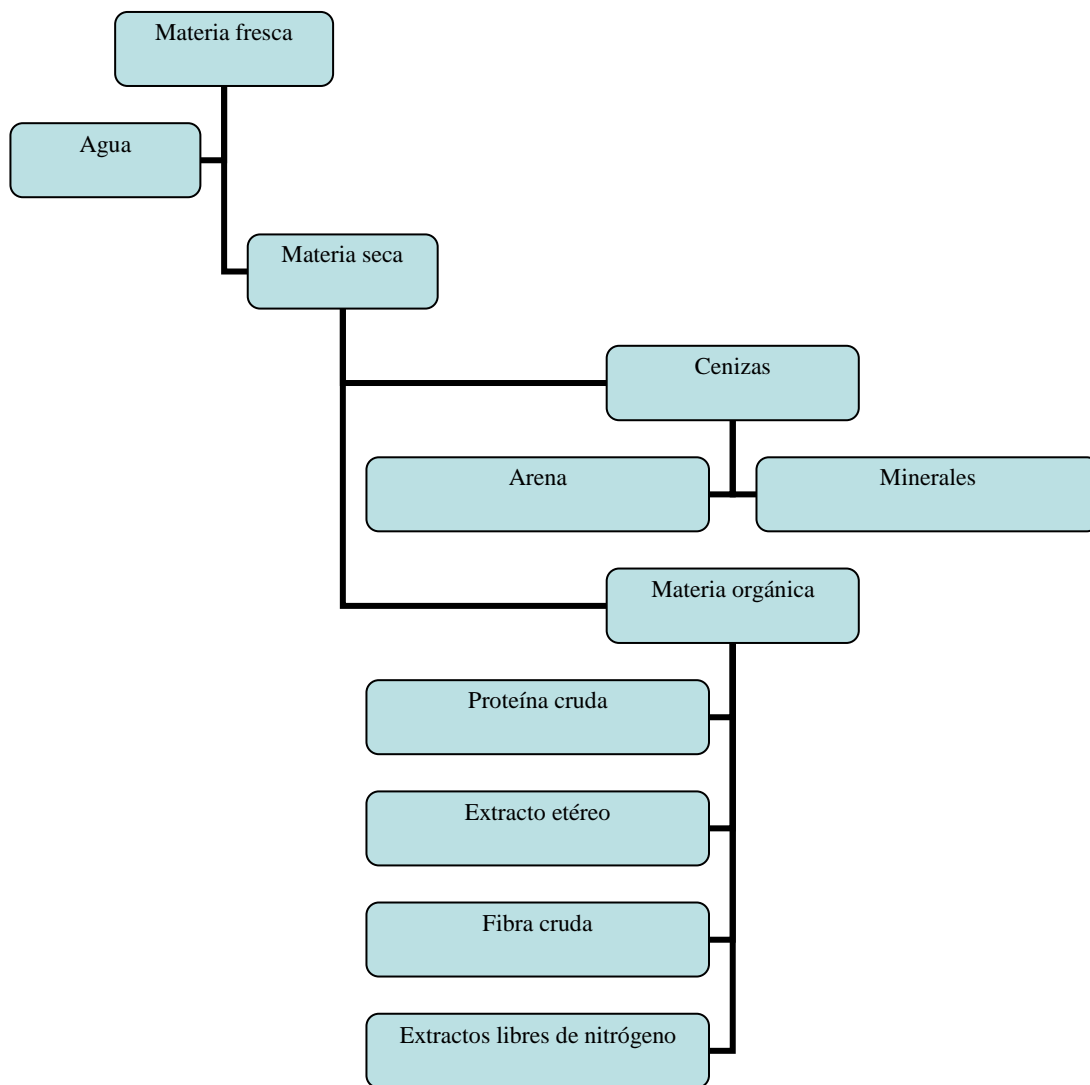 Materia fresca
Agua
Materia seca
Cenizas
Arena
Minerales
Materia orgánica
Proteína cruda
Extracto etéreo
Fibra cruda
Extractos libres de nitrógeno